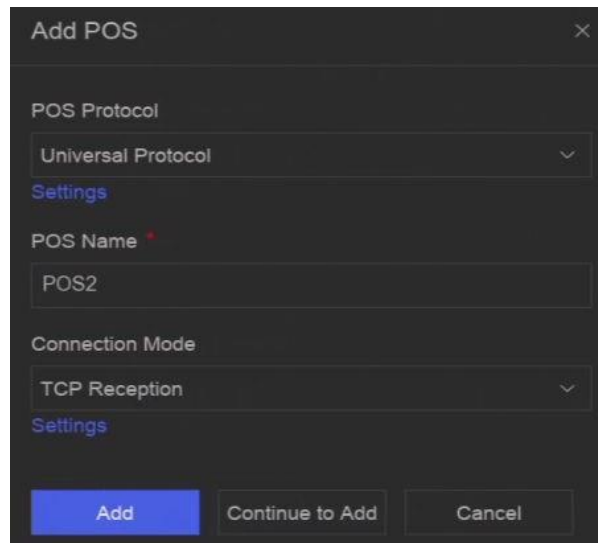 Add POS
POS Protocol
Universal Protocol
Settings
POS Name *
POS2
Connection Mode
TCP Reception
Settings
Add Continue to Add Cancel